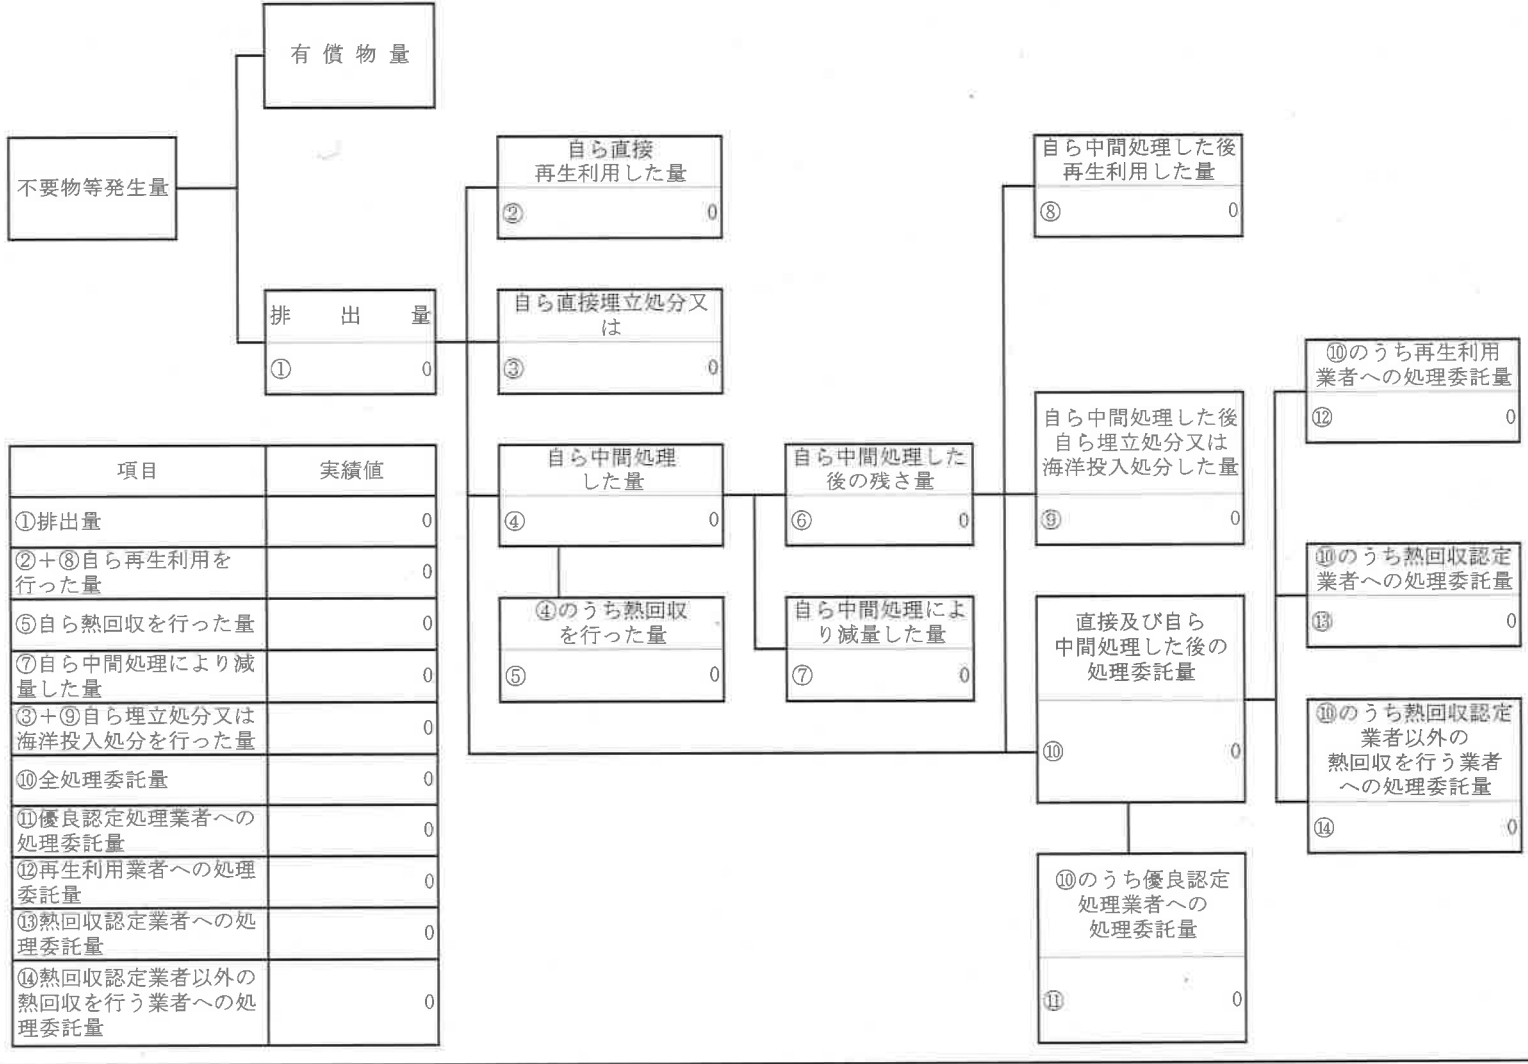 有償物量
不要物等発生量
排出量
① 0
自ら直接
再生利用した量
② 0
自ら直接埋立処分又
は
③ 0
自ら中間処理
した量
④ 0
④のうち熱回収
を行った量
⑤ 0
自ら中間処理した
後の残さ量
⑥ 0
自ら中間処理によ
り減量した量
⑦ 0
自ら中間処理した後
再生利用した量
⑧ 0
自ら中間処理した後
自ら埋立処分又は
海洋投入処分した量
⑨ 0
直接及び自ら
中間処理した後の
処理委託量
⑩ 0
⑩のうち優良認定
処理業者への
処理委託量
⑪ 0
⑩のうち再生利用
業者への処理委託量
⑫ 0
⑩のうち熱回収認定
業者への処理委託量
⑬ 0
⑩のうち熱回収認定
業者以外の
熱回収を行う業者
への処理委託量
⑭ 0
項目 実績値
①排出量 0
②+⑧自ら再生利用を
行った量 0
⑤自ら熱回収を行った量 0
⑦自ら中間処理により減
量した量 0
③+⑨自ら埋立処分又は
海洋投入処分を行った量 0
⑩全処理委託量 0
⑪優良認定処理業者への
処理委託量 0
⑫再生利用業者への処理
委託量 0
⑬熱回収認定業者への処
理委託量 0
⑭熱回収認定業者以外の
熱回収を行う業者への処
理委託量 0